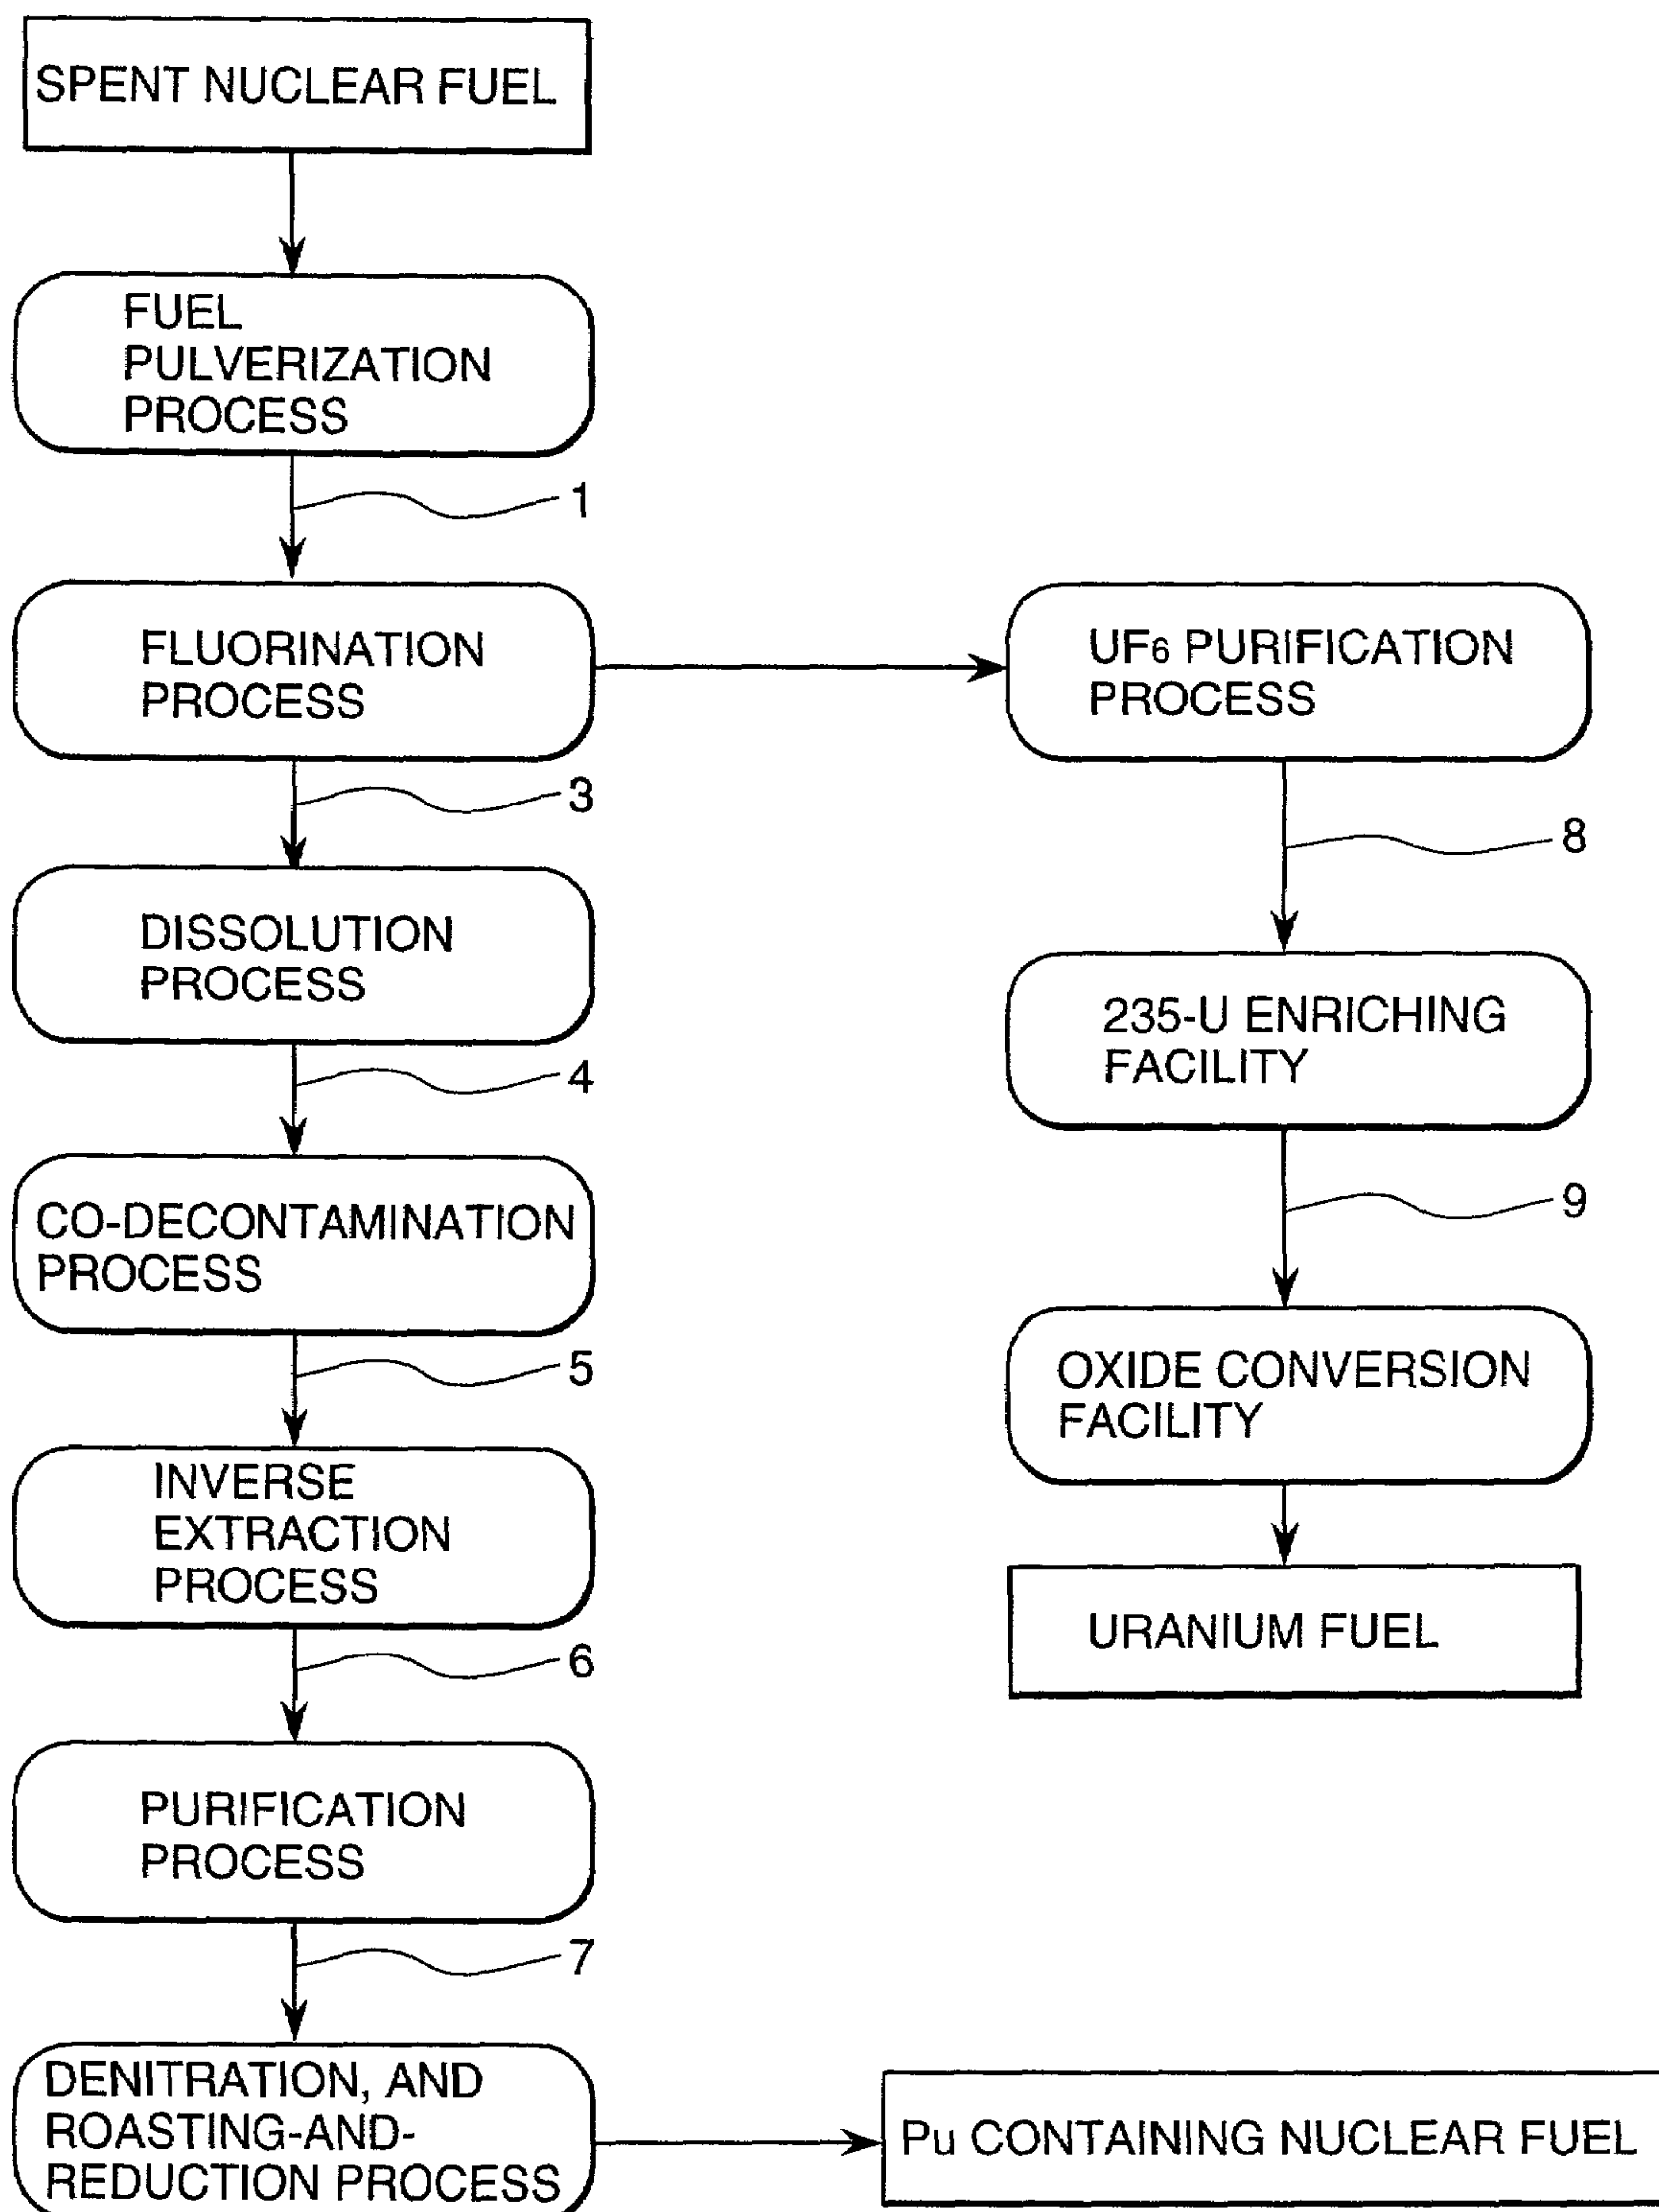 SPENT NUCLEAR FUEL
FUEL
PULVERIZATION
PROCESS
1
FLUORINATION
PROCESS
UF6 PURIFICATION
PROCESS
3
8
DISSOLUTION
PROCESS
235-U ENRICHING
FACILITY
4
9
CO-DECONTAMINATION
PROCESS
5
OXIDE CONVERSION
FACILITY
INVERSE
EXTRACTION
PROCESS
URANIUM FUEL
6
PURIFICATION
PROCESS
7
DENITRATION, AND
ROASTING-AND-
REDUCTION PROCESS
Pu CONTAINING NUCLEAR FUEL